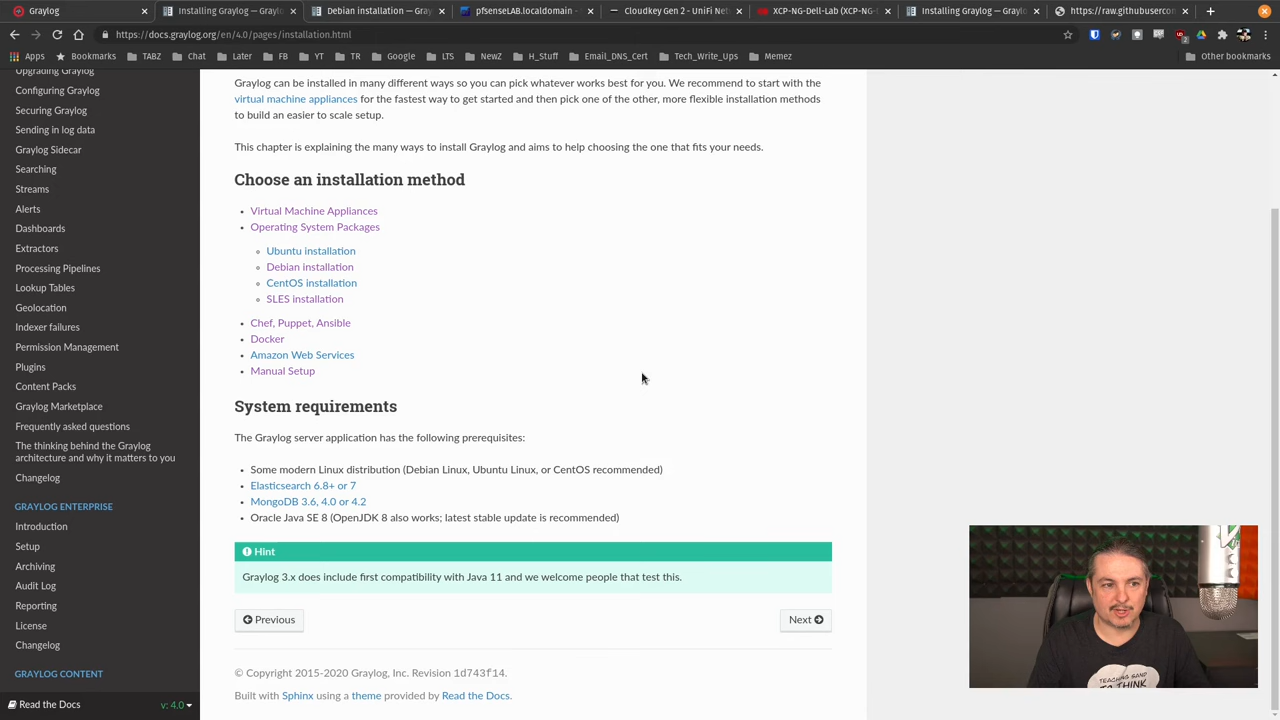 Graylog
Installing Graylog — Gra
Debian installation — Graylog
pfsenseLAB.localdomain -
Cloudkey Gen 2 - UniFi Net
XCP-NG-Dell-Lab (XCP-NG
Installing Graylog — Gra
https://raw.githubuserco
https://docs.graylog.org/en/4.0/pages/installation.html
Apps Bookmarks TABZ Chat Later FB YT TR Google LTS NewZ H_Stuff Email_DNS_Cert Tech_Write_Ups Memez Other bookmarks
Upgrading Graylog
Configuring Graylog
Securing Graylog
Sending in log data
Graylog Sidecar
Searching
Streams
Alerts
Dashboards
Extractors
Processing Pipelines
Lookup Tables
Geolocation
Indexer failures
Permission Management
Plugins
Content Packs
Graylog Marketplace
Frequently asked questions
The thinking behind the Graylog
architecture and why it matters to you
Changelog
GRAYLOG ENTERPRISE
Introduction
Setup
Archiving
Audit Log
Reporting
License
Changelog
GRAYLOG CONTENT
Read the Docs v: 4.0
Graylog can be installed in many different ways so you can pick whatever works best for you. We recommend to start with the
virtual machine appliances for the fastest way to get started and then pick one of the other, more flexible installation methods
to build an easier to scale setup.
This chapter is explaining the many ways to install Graylog and aims to help choosing the one that fits your needs.
Choose an installation method
Virtual Machine Appliances
Operating System Packages
Ubuntu installation
Debian installation
CentOS installation
SLES installation
Chef, Puppet, Ansible
Docker
Amazon Web Services
Manual Setup
System requirements
The Graylog server application has the following prerequisites:
Some modern Linux distribution (Debian Linux, Ubuntu Linux, or CentOS recommended)
Elasticsearch 6.8+ or 7
MongoDB 3.6, 4.0 or 4.2
Oracle Java SE 8 (OpenJDK 8 also works; latest stable update is recommended)
Hint
Graylog 3.x does include first compatibility with Java 11 and we welcome people that test this.
Previous
Next
© Copyright 2015-2020 Graylog, Inc. Revision 1d743f14.
Built with Sphinx using a theme provided by Read the Docs.
TEACHING SAND
TO THINK